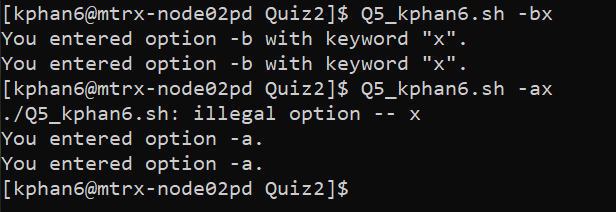 [kphan6@mtrx-node02pd Quiz2]$ Q5_kphan6.sh -bx
You entered option -b with keyword "x".
You entered option -b with keyword "x".
[kphan6@mtrx-node02pd Quiz2]$ Q5_kphan6.sh -ax
./Q5_kphan6.sh: illegal option -- x
You entered option -a.
You entered option -a.
[kphan6@mtrx-node02pd Quiz2]$